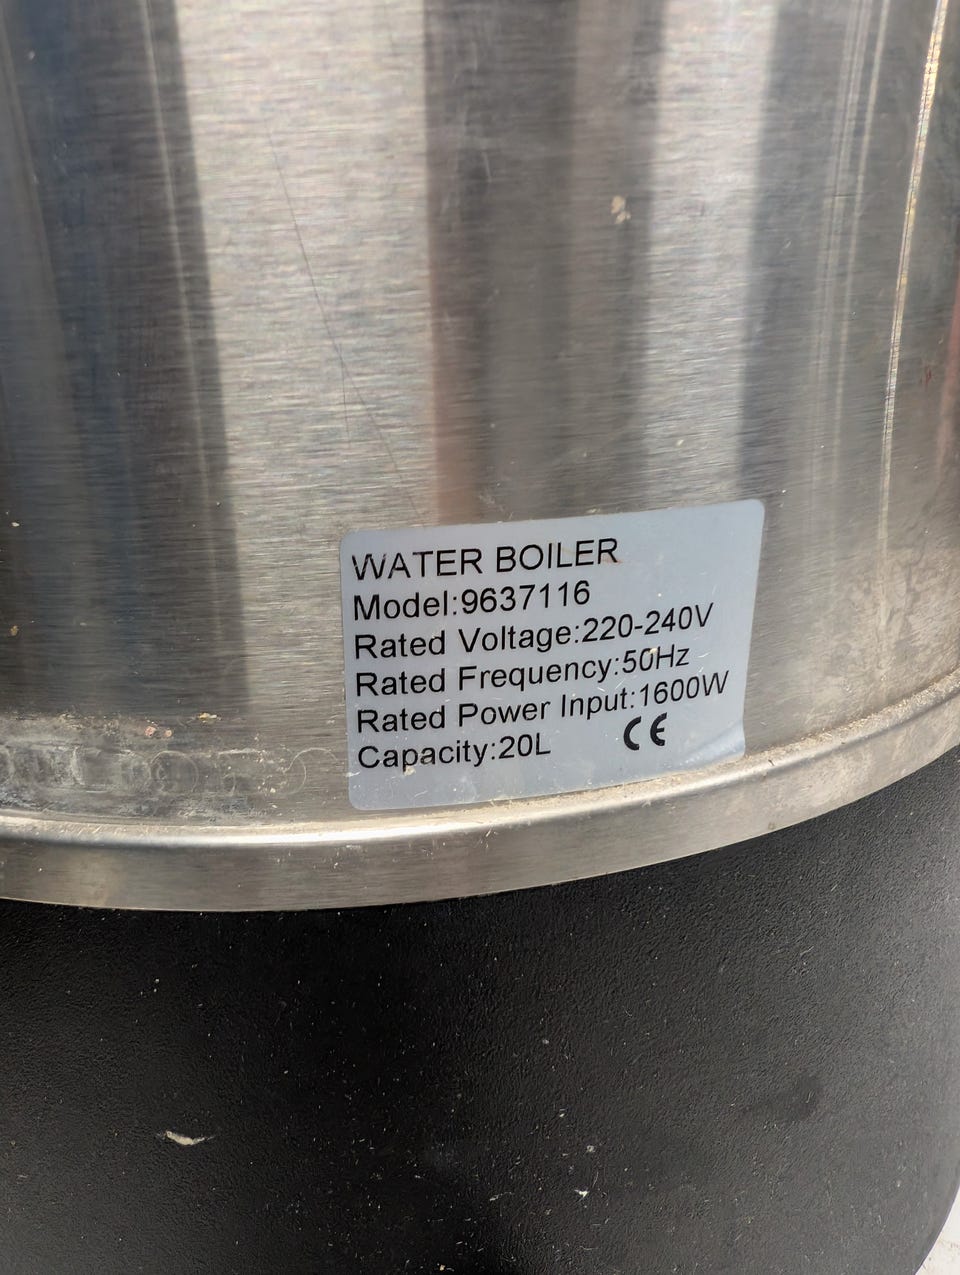 WATER BOILER
Model:9637116
Rated Voltage:220-240V
Rated Frequency:50Hz
Rated Power Input:1600W
Capacity:20L CE